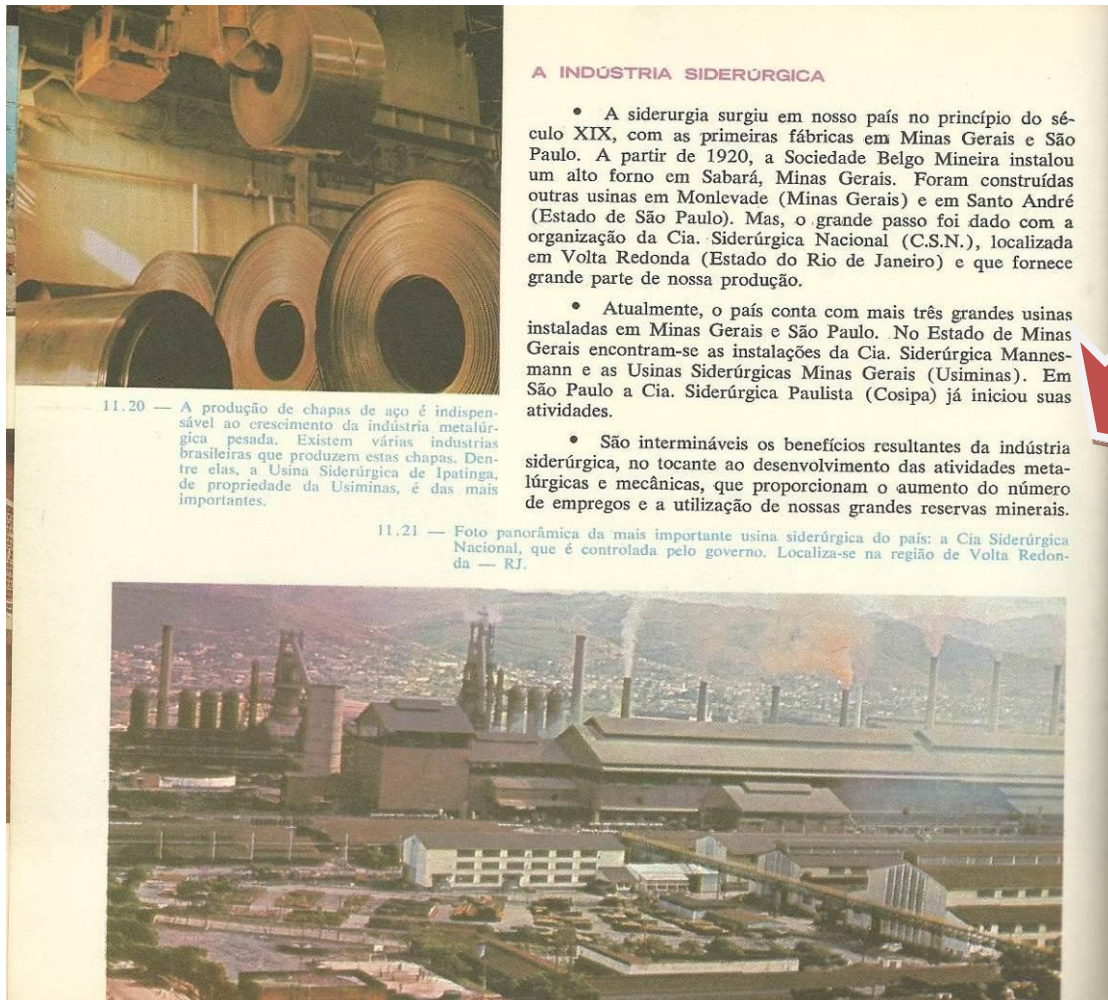 A INDÚSTRIA SIDERÚRGICA
• A siderurgia surgiu em nosso país no princípio do sé-
culo XIX, com as primeiras fábricas em Minas Gerais e São
Paulo. A partir de 1920, a Sociedade Belgo Mineira instalou
um alto forno em Sabará, Minas Gerais. Foram construídas
outras usinas em Monlevade (Minas Gerais) e em Santo André
(Estado de São Paulo). Mas, o grande passo foi dado com a
organização da Cia. Siderúrgica Nacional (C.S.N.), localizada
em Volta Redonda (Estado do Rio de Janeiro) e que fornece
grande parte de nossa produção.
• Atualmente, o país conta com mais três grandes usinas
instaladas em Minas Gerais e São Paulo. No Estado de Minas
Gerais encontram-se as instalações da Cia. Siderúrgica Mannes-
mann e as Usinas Siderúrgicas Minas Gerais (Usiminas). Em
São Paulo a Cia. Siderúrgica Paulista (Cosipa) já iniciou suas
atividades.
• São intermináveis os benefícios resultantes da indústria
siderúrgica, no tocante ao desenvolvimento das atividades meta-
lúrgicas e mecânicas, que proporcionam o aumento do número
de empregos e a utilização de nossas grandes reservas minerais.
11.20 — A produção de chapas de aço é indispen-
sável ao crescimento da indústria metalúr-
gica pesada. Existem várias industrias
brasileiras que produzem estas chapas. Den-
tre elas, a Usina Siderúrgica de Ipatinga,
de propriedade da Usiminas, é das mais
importantes.
11.21 — Foto panorâmica da mais importante usina siderúrgica do país: a Cia Siderúrgica
Nacional, que é controlada pelo governo. Localiza-se na região de Volta Redon-
da — RJ.